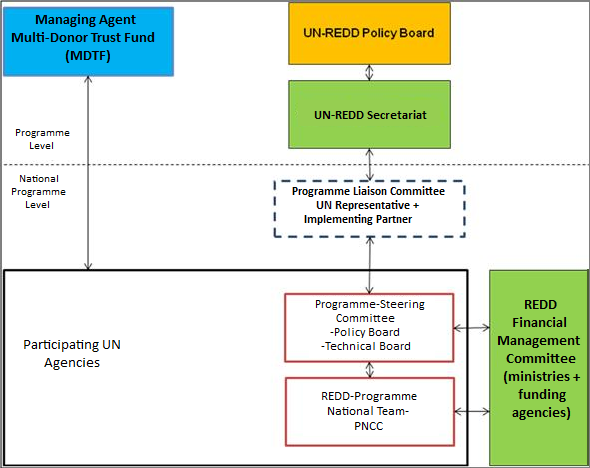 Managing Agent
Multi-Donor Trust Fund
(MDTF)
UN-REDD Policy Board
UN-REDD Secretariat
Programme
Level
National
Programme
Level
Programme Liaison Committee
UN Representative +
Implementing Partner
Participating UN
Agencies
Programme-Steering
Committee
-Policy Board
-Technical Board
REDD-Programme
National Team-
PNCC
REDD
Financial
Management
Committee
(ministries +
funding
agencies)